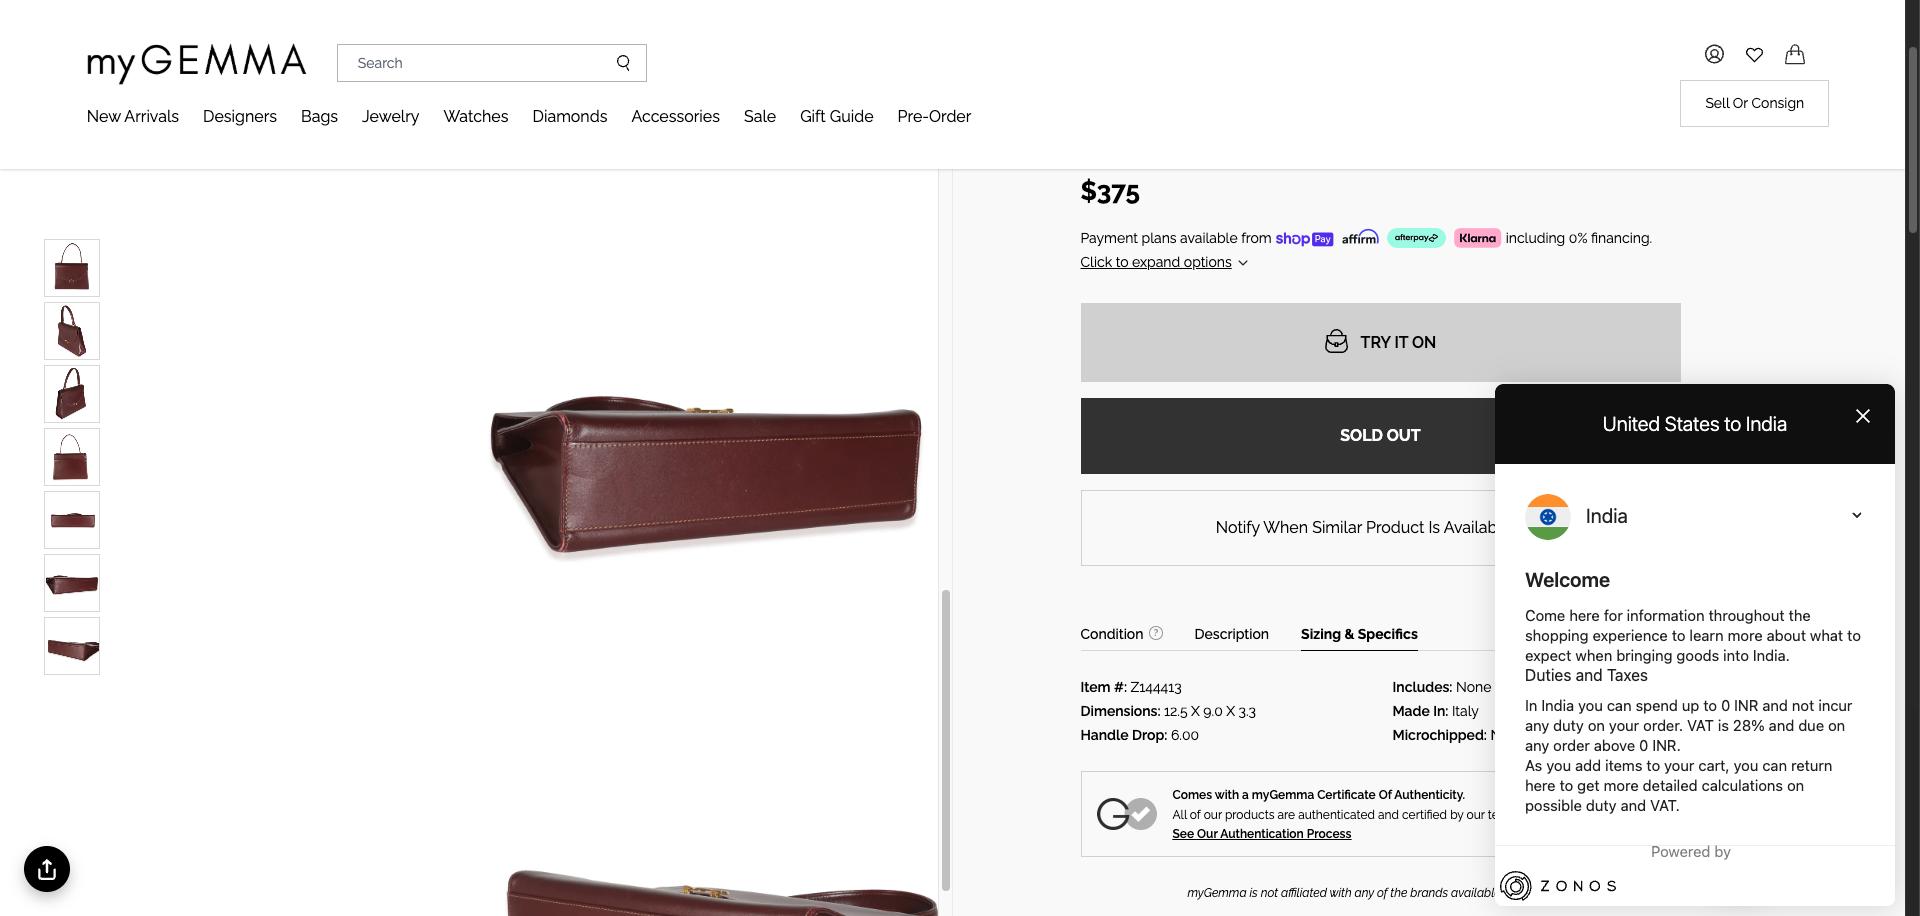 myGEMMA
Search
New Arrivals Designers Bags Jewelry Watches Diamonds Accessories Sale Gift Guide Pre-Order
Sell Or Consign
$375
Payment plans available from shop Pay affirm afterpay Klarna including 0% financing.
Click to expand options
TRY IT ON
SOLD OUT
Notify When Similar Product Is
Condition ? Description Sizing & Specifics
Item #: Z144413
Dimensions: 12.5 X 9.0 X 3.3
Handle Drop: 6.00
Includes: None
Made In: Italy
Microchipped:
Comes with a myGemma Certificate Of Authenticity.
All of our products are authenticated and certified by our
See Our Authentication Process
myGemma is not affiliated with any of the brands
United States to India
India
Welcome
Come here for information throughout the
shopping experience to learn more about what to
expect when bringing goods into India.
Duties and Taxes
In India you can spend up to 0 INR and not incur
any duty on your order. VAT is 28% and due on
any order above 0 INR.
As you add items to your cart, you can return
here to get more detailed calculations on
possible duty and VAT.
Powered by
ZONOS